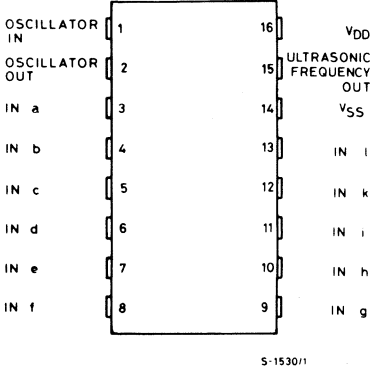 OSCILLATOR
IN
1
16
VDD
OSCILLATOR
OUT
2
15
ULTRASONIC
FREQUENCY
OUT
IN a
3
14
VSS
IN b
4
13
IN l
IN c
5
12
IN k
IN d
6
11
IN i
IN e
7
10
IN h
IN f
8
9
IN g
S-1530/1